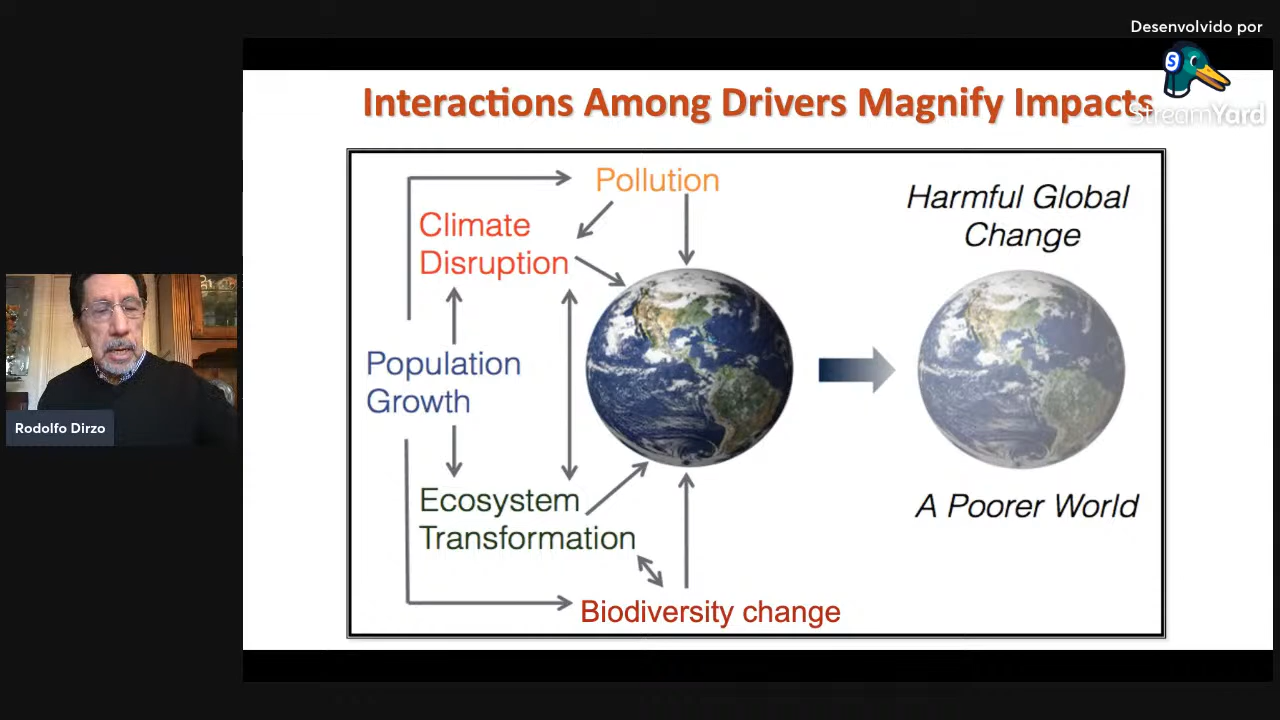 Desenvolvido por
S
StreamYard
Interactions Among Drivers Magnify Impacts
Pollution
Climate
Disruption
Population
Growth
Ecosystem
Transformation
Biodiversity change
Harmful Global
Change
A Poorer World
Rodolfo Dirzo